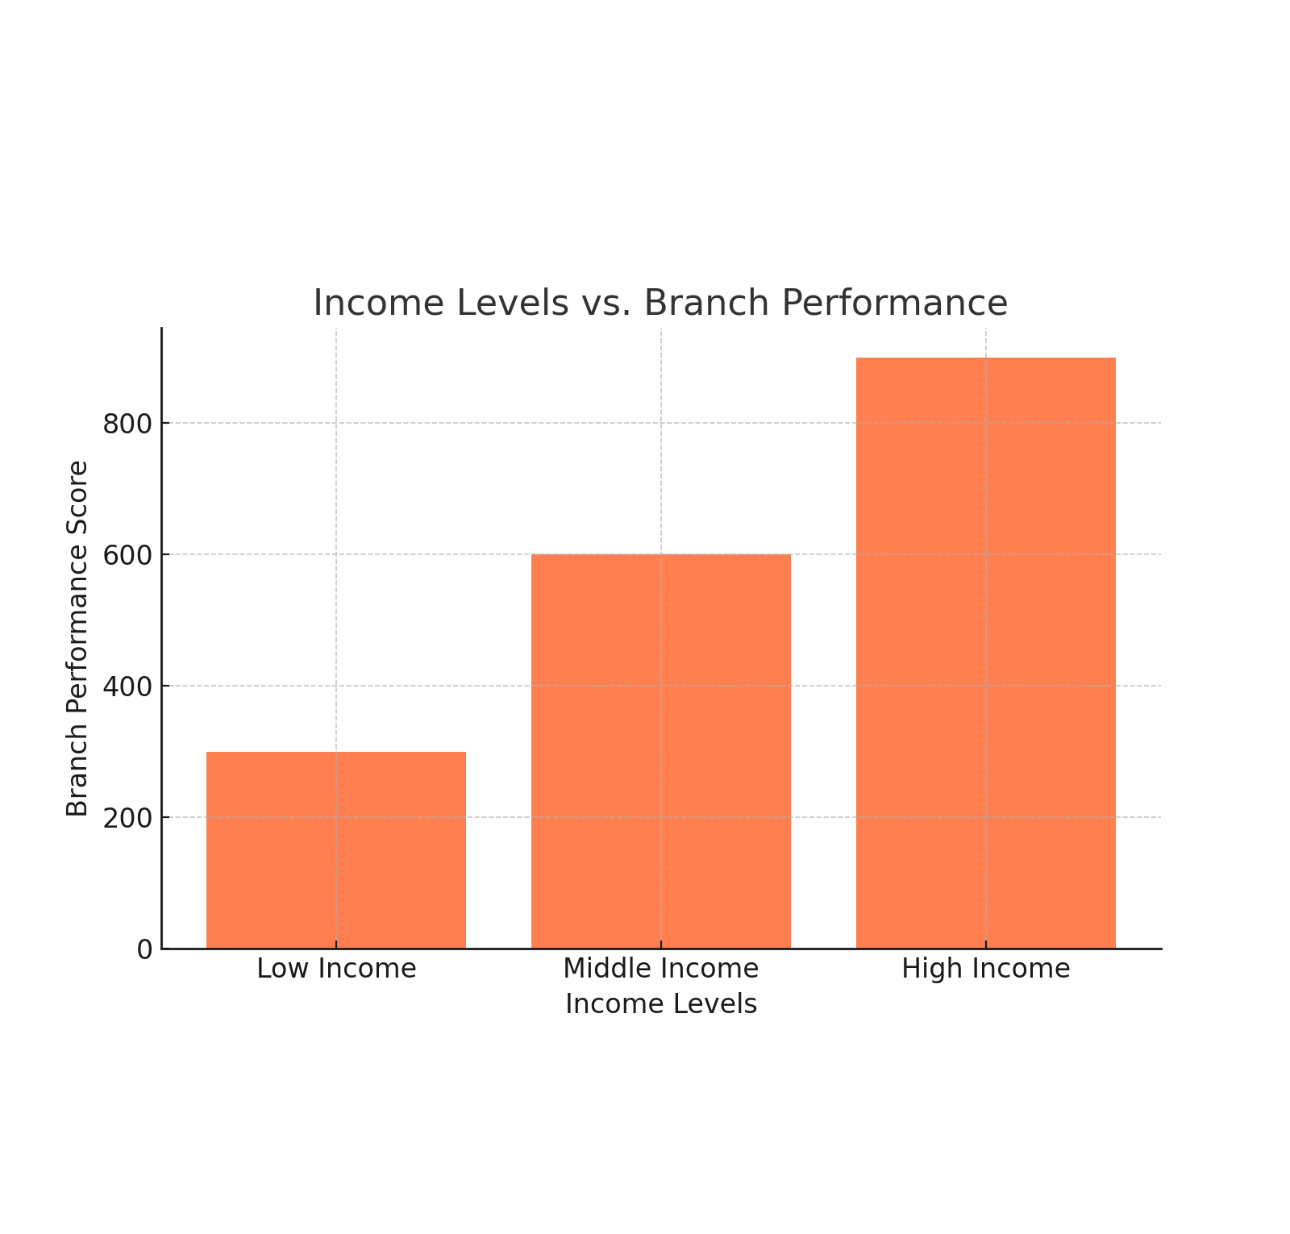 Income Levels vs. Branch Performance
Branch Performance Score
800
600
400
200
0
Low Income Middle Income High Income
Income Levels